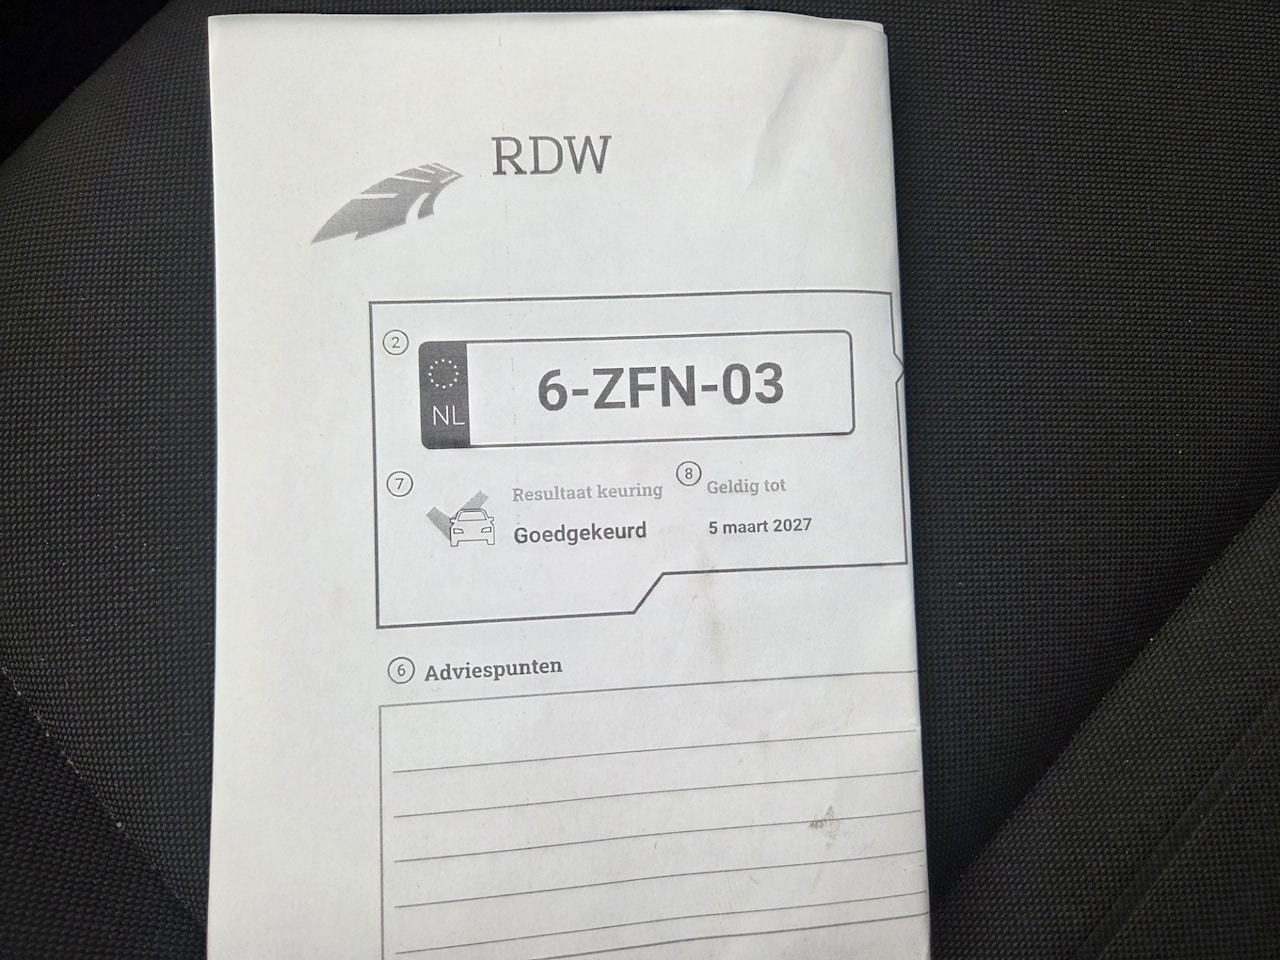 RDW
2
NL
6-ZFN-03
7
Resultaat keuring
Goedgekeurd
8
Geldig tot
5 maart 2027
6 Adviespunten